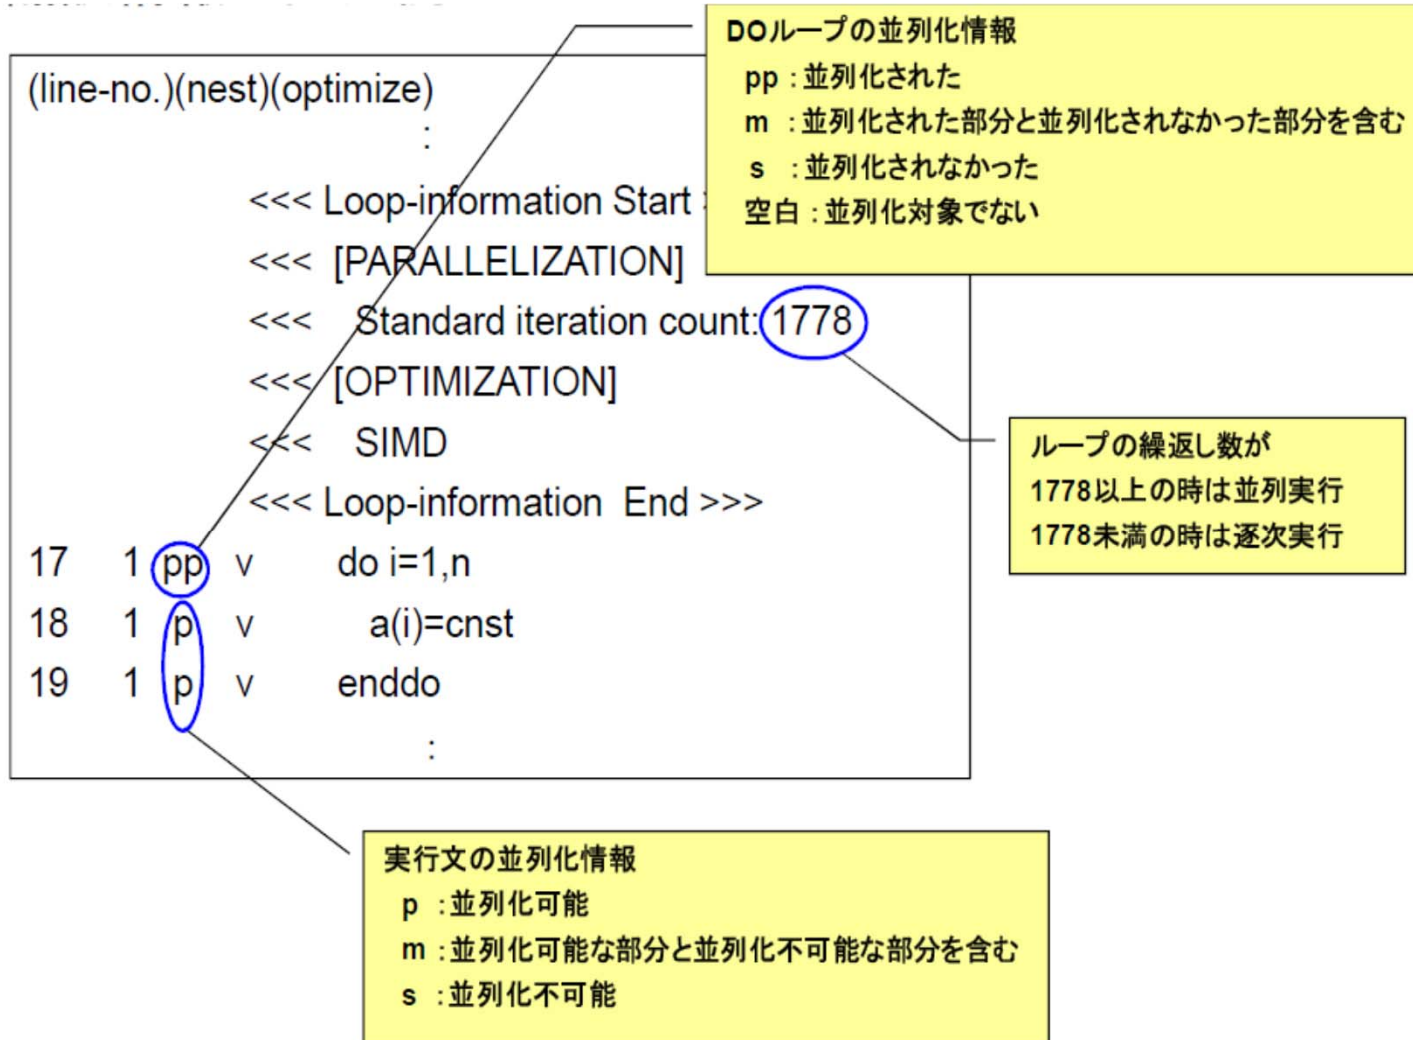 DOループの並列化情報
pp:並列化された
m :並列化された部分と並列化されなかった部分を含む
s :並列化されなかった
空白:並列化対象でない
(line-no.)(nest)(optimize)
:
<<< Loop-information Start
<<< [PARALLELIZATION]
<<< Standard iteration count: 1778
<<< [OPTIMIZATION]
<<< SIMD
<<< Loop-information End >>>
17 1 pp v do i=1,n
18 1 p v a(i)=cnst
19 1 p v enddo
:
ループの繰返し数が
1778以上の時は並列実行
1778未満の時は逐次実行
実行文の並列化情報
p :並列化可能
m :並列化可能な部分と並列化不可能な部分を含む
s :並列化不可能